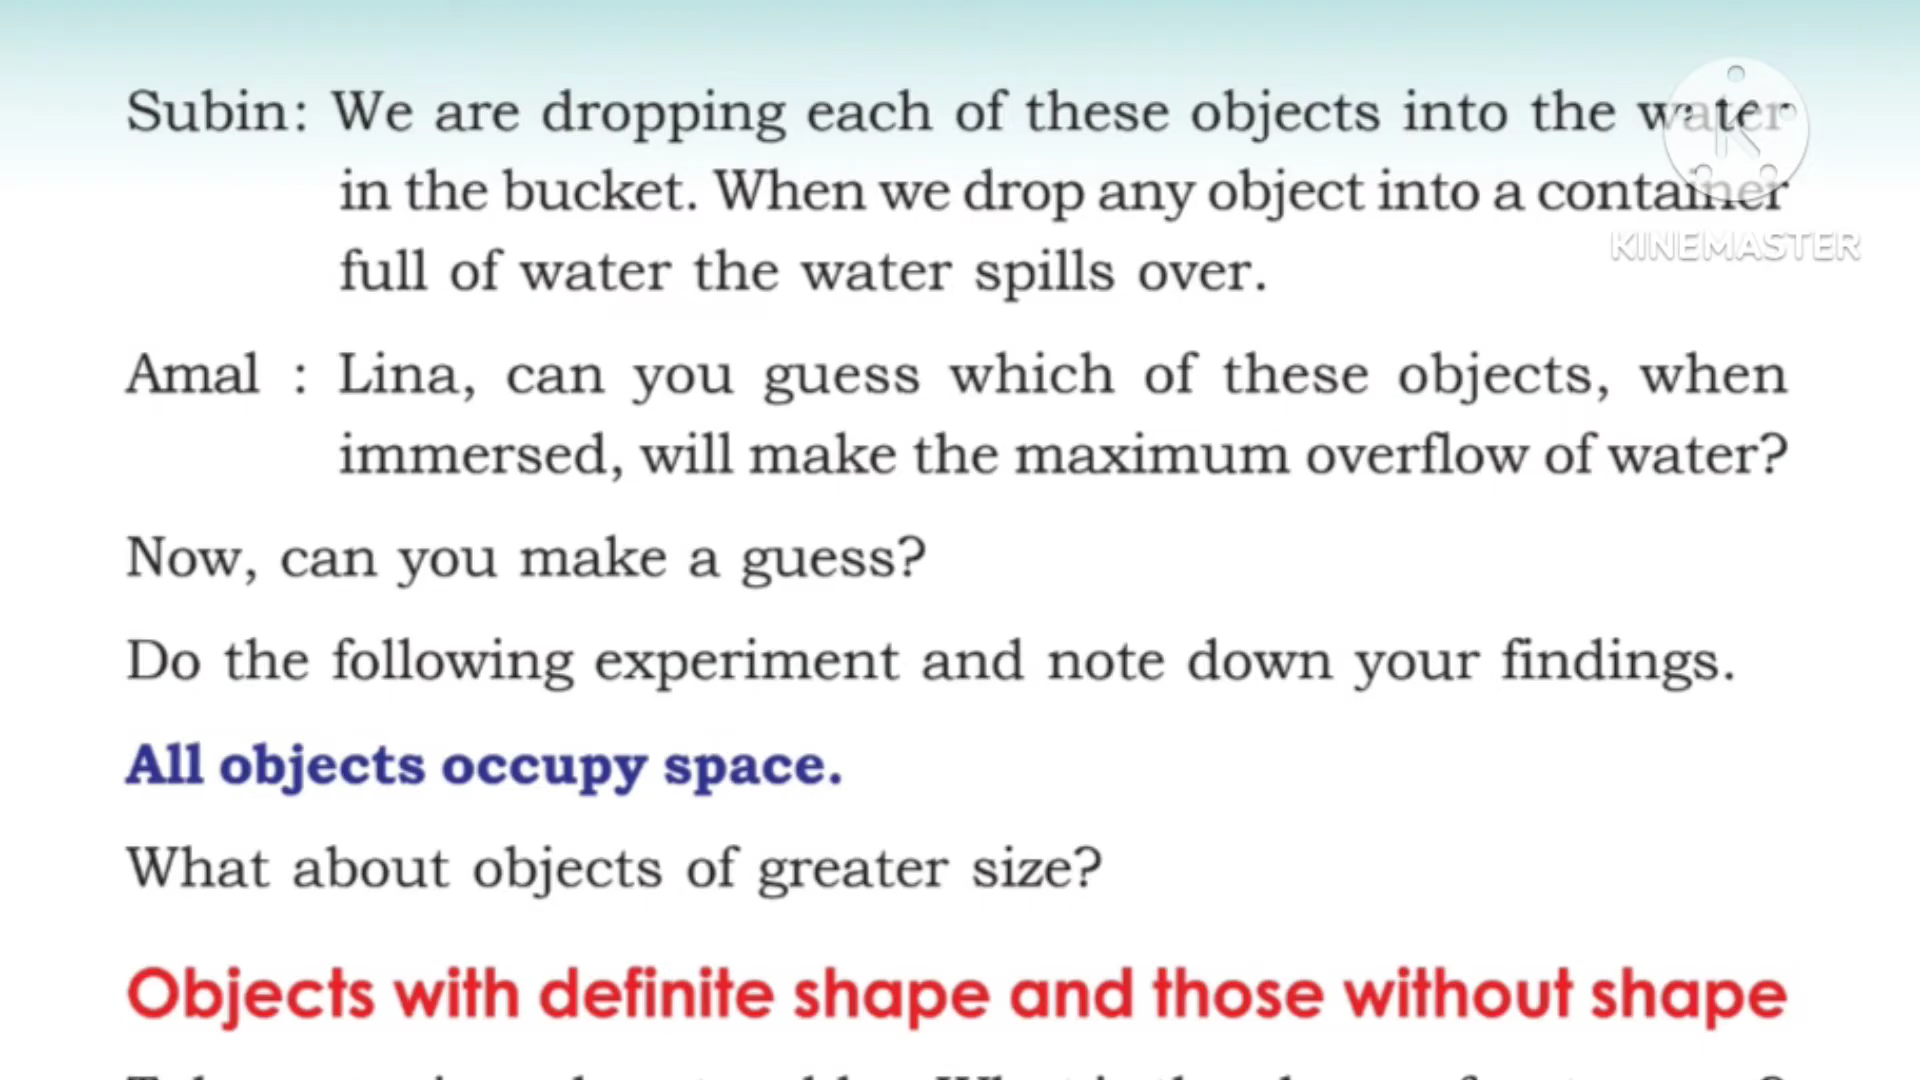 Subin: We are dropping each of these objects into the water
in the bucket. When we drop any object into a container
full of water the water spills over.
KINEMASTER
Amal : Lina, can you guess which of these objects, when
immersed, will make the maximum overflow of water?
Now, can you make a guess?
Do the following experiment and note down your findings.
All objects occupy space.
What about objects of greater size?
Objects with definite shape and those without shape